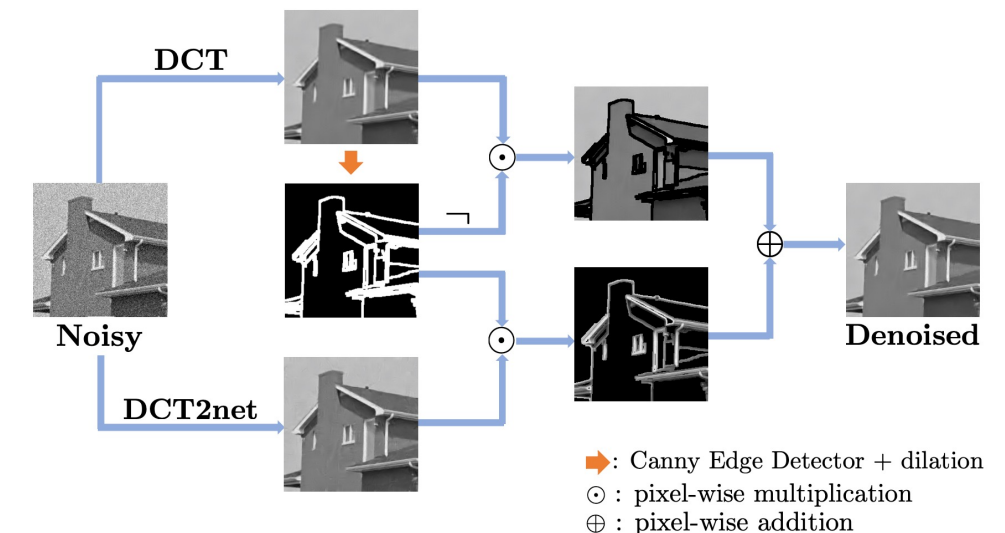 DCT
¬
Noisy
Denoised
DCT2net
: Canny Edge Detector + dilation
⊙ : pixel-wise multiplication
⊕ : pixel-wise addition